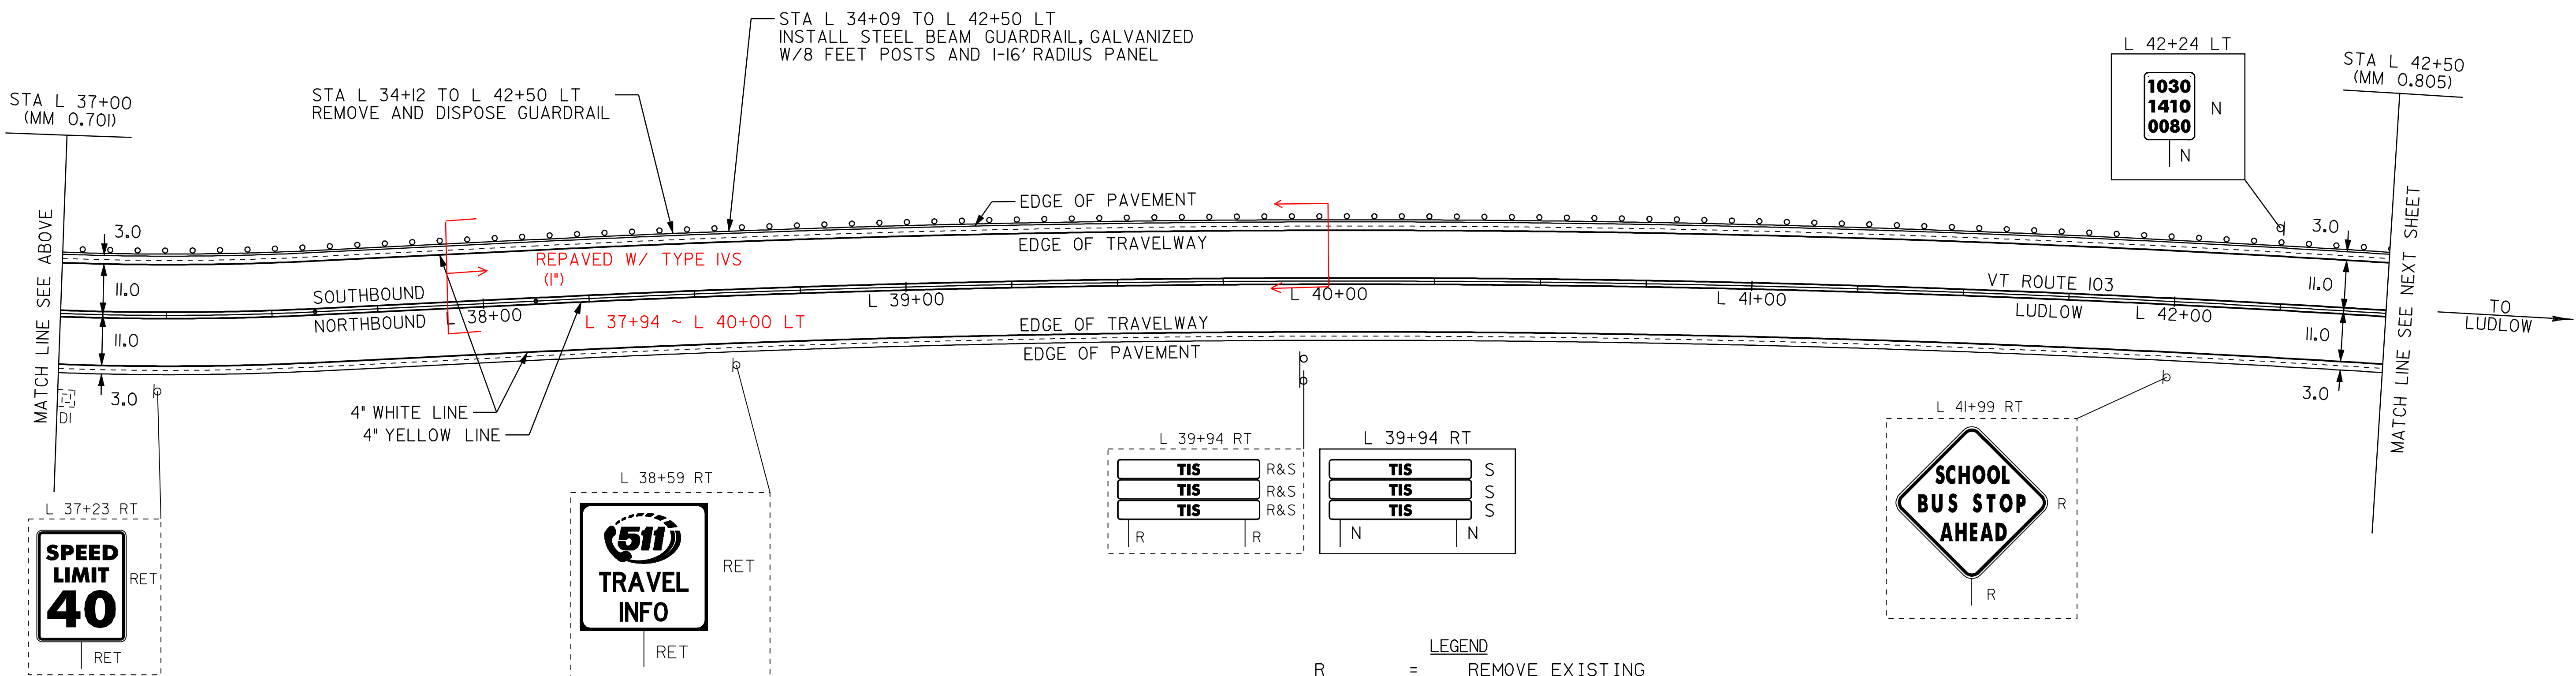 STA L 34+09 TO L 42+50 LT
INSTALL STEEL BEAM GUARDRAIL, GALVANIZED
W/8 FEET POSTS AND 1-16' RADIUS PANEL
STA L 34+12 TO L 42+50 LT
REMOVE AND DISPOSE GUARDRAIL
STA L 37+00
(MM 0.701)
L 42+24 LT
1030
1410
0080
N
N
STA L 42+50
(MM 0.805)
MATCH LINE SEE ABOVE
3.0
11.0
11.0
3.0
DI
EDGE OF PAVEMENT
EDGE OF TRAVELWAY
REPAVED W/ TYPE IVS
(1")
SOUTHBOUND
NORTHBOUND
L 38+00
L 39+00
L 40+00
L 41+00
L 42+00
L 37+94 ~ L 40+00 LT
VT ROUTE 103
LUDLOW
EDGE OF TRAVELWAY
EDGE OF PAVEMENT
3.0
11.0
11.0
3.0
MATCH LINE SEE NEXT SHEET
TO
LUDLOW
4" WHITE LINE
4" YELLOW LINE
L 37+23 RT
SPEED
LIMIT
40
RET
RET
L 38+59 RT
511
TRAVEL
INFO
RET
RET
L 39+94 RT
TIS R&S
TIS R&S
TIS R&S
R R
L 39+94 RT
TIS S
TIS S
TIS S
N N
L 41+99 RT
SCHOOL
BUS STOP
AHEAD
R
R
LEGEND
R = REMOVE EXISTING